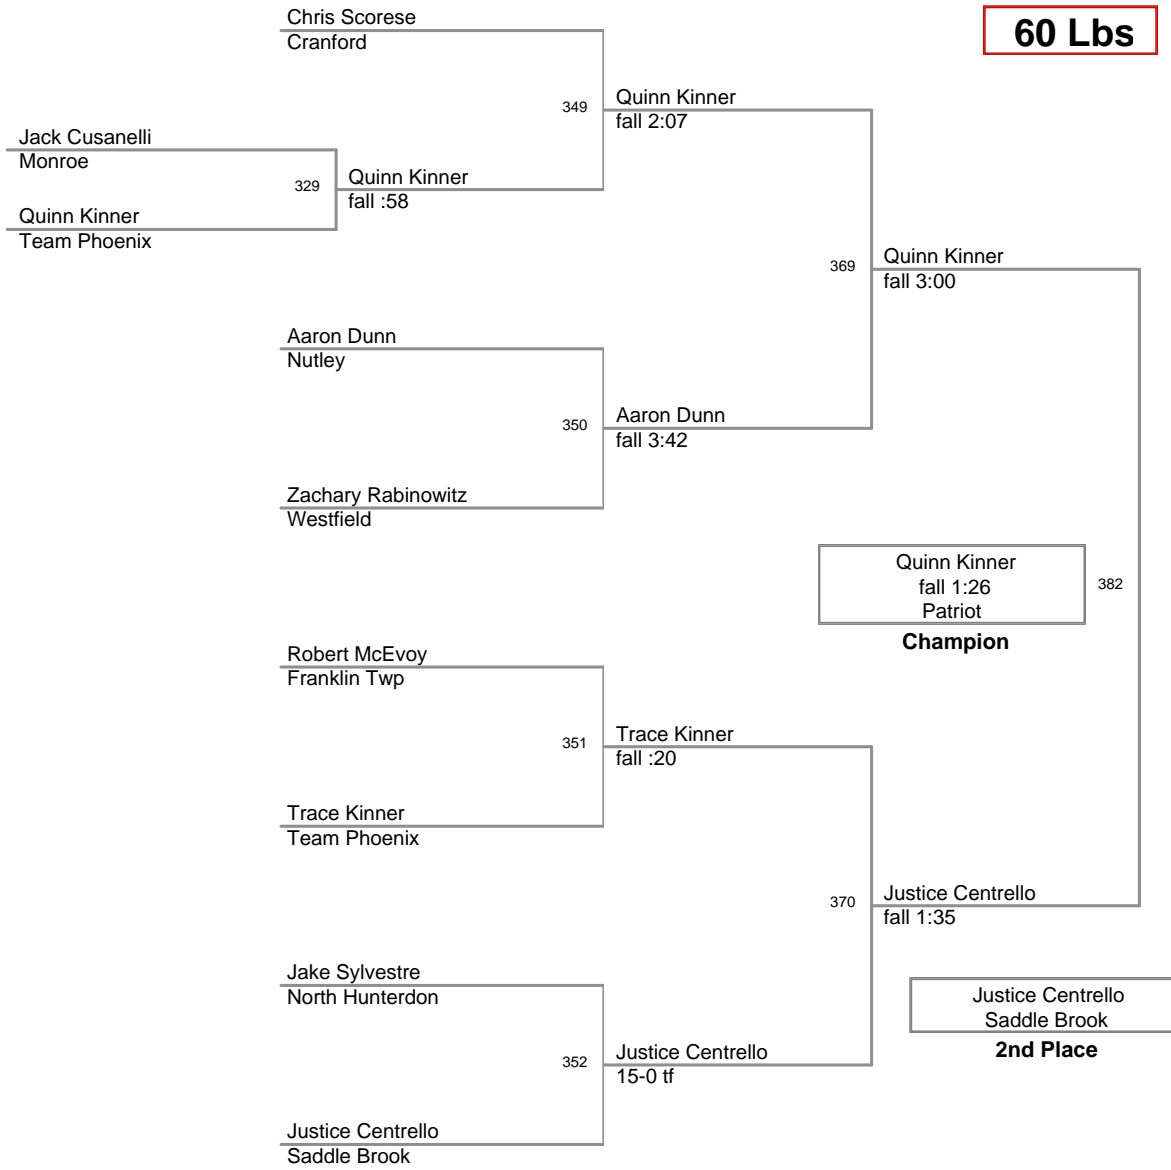 60 Lbs
Chris Scorese
Cranford
349
Quinn Kinner
fall 2:07
Jack Cusanelli
Monroe
329
Quinn Kinner
fall :58
Quinn Kinner
Team Phoenix
369
Quinn Kinner
fall 3:00
Aaron Dunn
Nutley
350
Aaron Dunn
fall 3:42
Zachary Rabinowitz
Westfield
Quinn Kinner
fall 1:26
Patriot
382
Champion
Robert McEvoy
Franklin Twp
351
Trace Kinner
fall :20
Trace Kinner
Team Phoenix
370
Justice Centrello
fall 1:35
Jake Sylvestre
North Hunterdon
Justice Centrello
Saddle Brook
2nd Place
352
Justice Centrello
15-0 tf
Justice Centrello
Saddle Brook